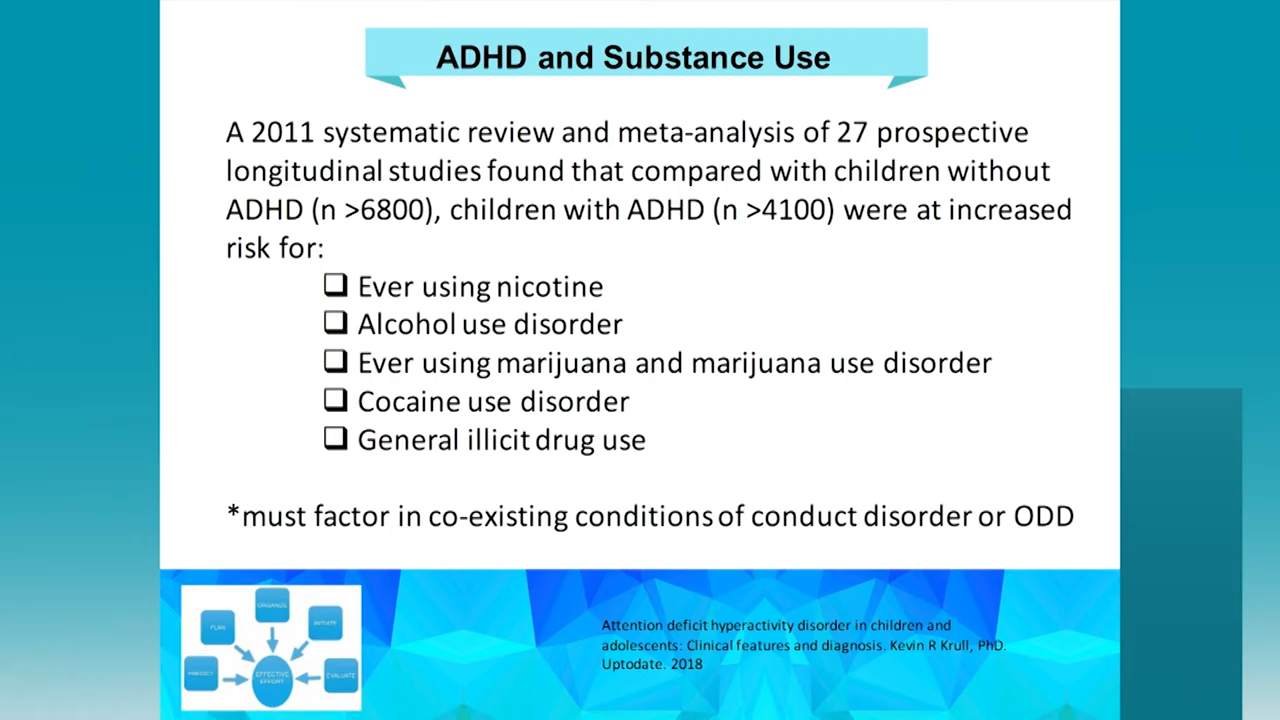 ADHD and Substance Use
A 2011 systematic review and meta-analysis of 27 prospective
longitudinal studies found that compared with children without
ADHD (n >6800), children with ADHD (n >4100) were at increased
risk for:
Ever using nicotine
Alcohol use disorder
Ever using marijuana and marijuana use disorder
Cocaine use disorder
General illicit drug use
*must factor in co-existing conditions of conduct disorder or ODD
ORGANIZE
PLAN
INITIATE
PREDICT
EFFECTIVE
EFFORT
EVALUATE
Attention deficit hyperactivity disorder in children and
adolescents: Clinical features and diagnosis. Kevin R Krull, PhD.
Uptodate. 2018